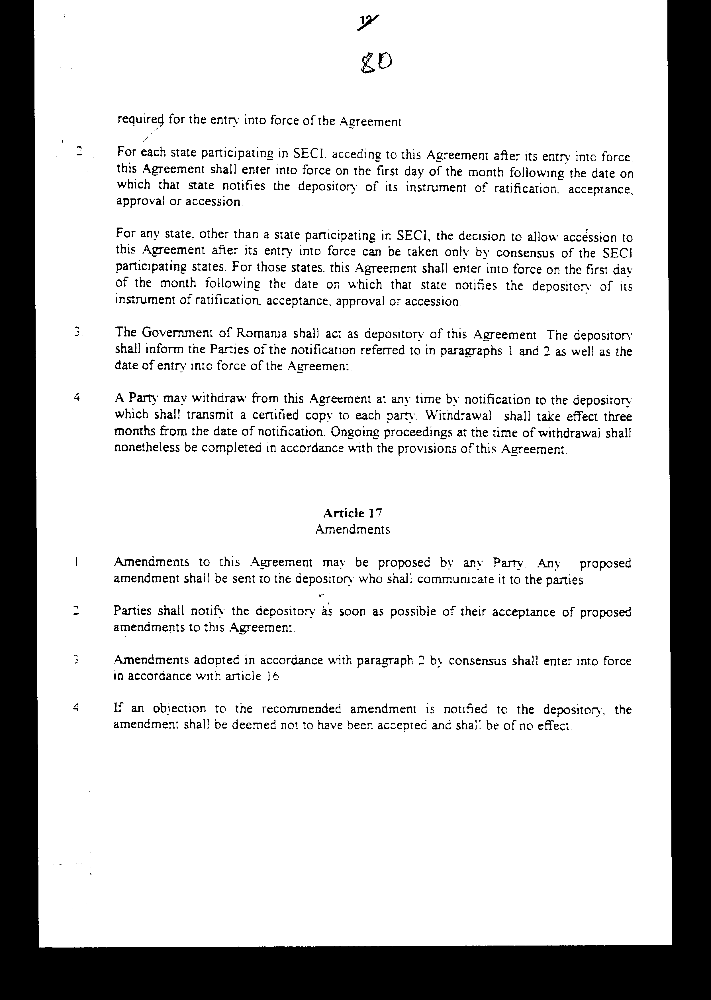 12
80
required for the entry into force of the Agreement
2 For each state participating in SECI, acceding to this Agreement after its entry into force
this Agreement shall enter into force on the first day of the month following the date on
which that state notifies the depository of its instrument of ratification, acceptance,
approval or accession.
For any state, other than a state participating in SECI, the decision to allow accession to
this Agreement after its entry into force can be taken only by consensus of the SECI
participating states. For those states, this Agreement shall enter into force on the first day
of the month following the date on which that state notifies the depository of its
instrument of ratification, acceptance, approval or accession.
3. The Government of Romania shall act as depository of this Agreement. The depository
shall inform the Parties of the notification referred to in paragraphs 1 and 2 as well as the
date of entry into force of the Agreement.
4. A Party may withdraw from this Agreement at any time by notification to the depository
which shall transmit a certified copy to each party. Withdrawal shall take effect three
months from the date of notification. Ongoing proceedings at the time of withdrawal shall
nonetheless be completed in accordance with the provisions of this Agreement.
Article 17
Amendments
1 Amendments to this Agreement may be proposed by any Party. Any proposed
amendment shall be sent to the depository who shall communicate it to the parties.
2 Parties shall notify the depository as soon as possible of their acceptance of proposed
amendments to this Agreement.
3 Amendments adopted in accordance with paragraph 2 by consensus shall enter into force
in accordance with article 16
4 If an objection to the recommended amendment is notified to the depository, the
amendment shall be deemed not to have been accepted and shall be of no effect